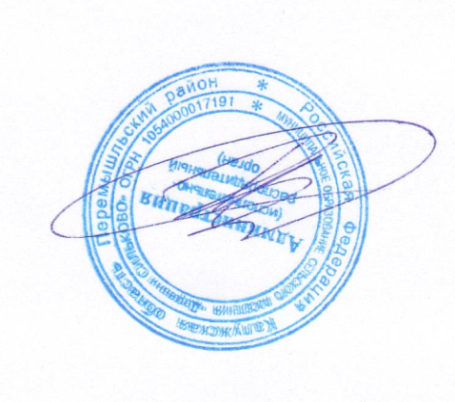 Российская Федерация * Калужская область Перемышльский район *
МУНИЦИПАЛЬНОЕ ОБРАЗОВАНИЕ СЕЛЬСКОГО ПОСЕЛЕНИЯ "Деревня СИЛЬКОВО" ОГРН 1054000017191 *
Администрация
(исполнительно-
распорядительный
орган)